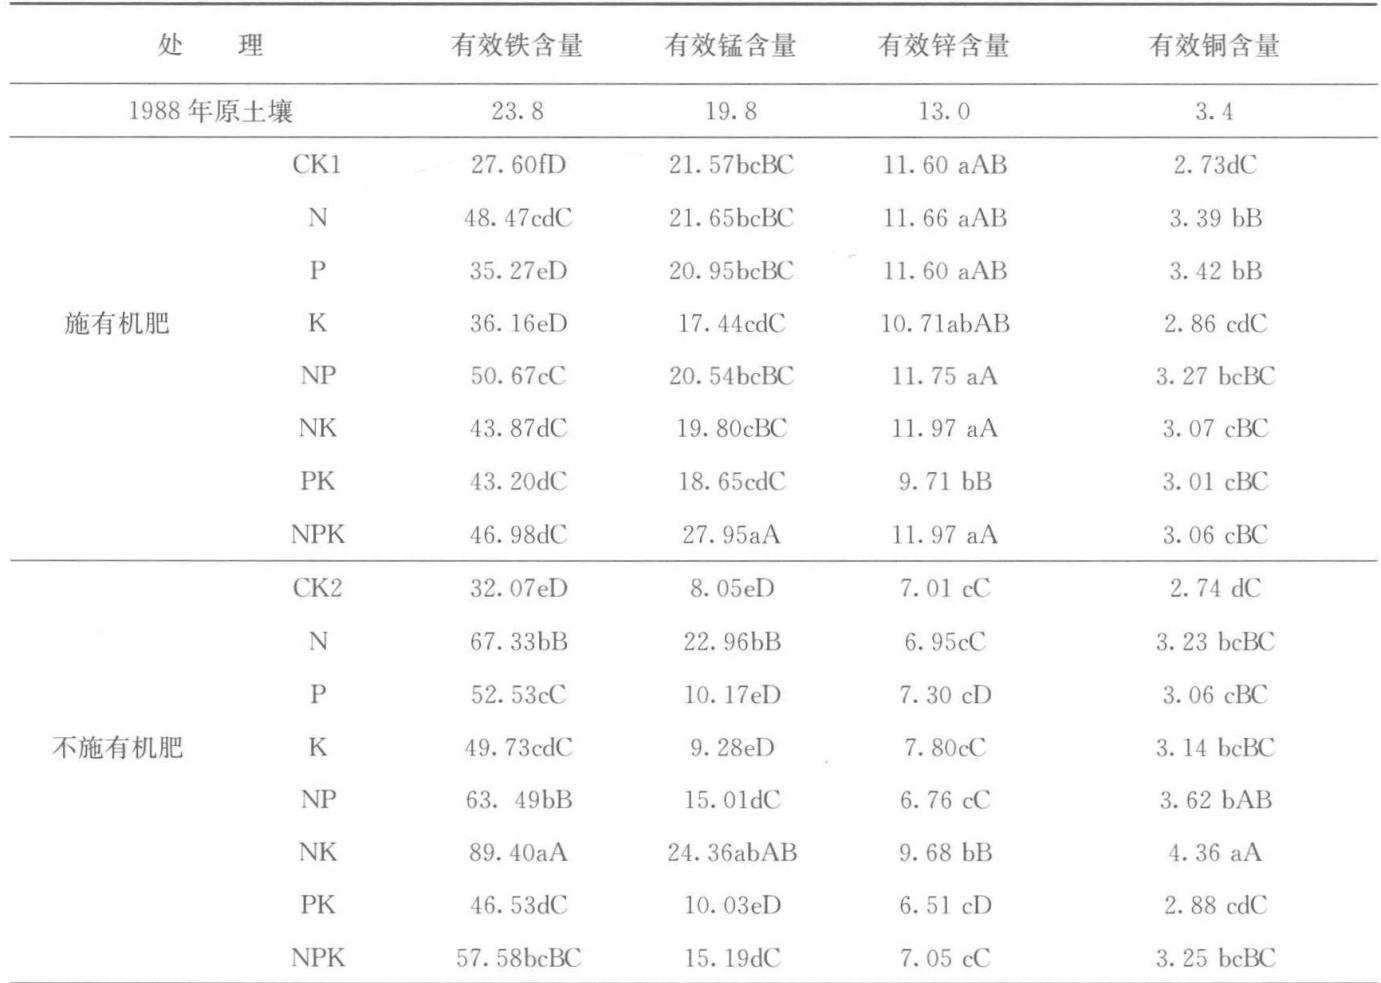 处 理 有效铁含量 有效锰含量 有效锌含量 有效铜含量
1988 年原土壤 23.8 19.8 13.0 3.4
CK1 27.60fD 21.57bcBC 11.60 aAB 2.73dC
N 48.47cdC 21.65bcBC 11.66 aAB 3.39 bB
P 35.27eD 20.95bcBC 11.60 aAB 3.42 bB
施有机肥 K 36.16eD 17.44cdC 10.71abAB 2.86 cdC
NP 50.67cC 20.54bcBC 11.75 aA 3.27 bcBC
NK 43.87dC 19.80cBC 11.97 aA 3.07 cBC
PK 43.20dC 18.65cdC 9.71 bB 3.01 cBC
NPK 46.98dC 27.95aA 11.97 aA 3.06 cBC
CK2 32.07eD 8.05eD 7.01 cC 2.74 dC
N 67.33bB 22.96bB 6.95cC 3.23 bcBC
P 52.53cC 10.17eD 7.30 cD 3.06 cBC
不施有机肥 K 49.73cdC 9.28eD 7.80cC 3.14 bcBC
NP 63. 49bB 15.01dC 6.76 cC 3.62 bAB
NK 89.40aA 24.36abAB 9.68 bB 4.36 aA
PK 46.53dC 10.03eD 6.51 cD 2.88 cdC
NPK 57.58bcBC 15.19dC 7.05 cC 3.25 bcBC